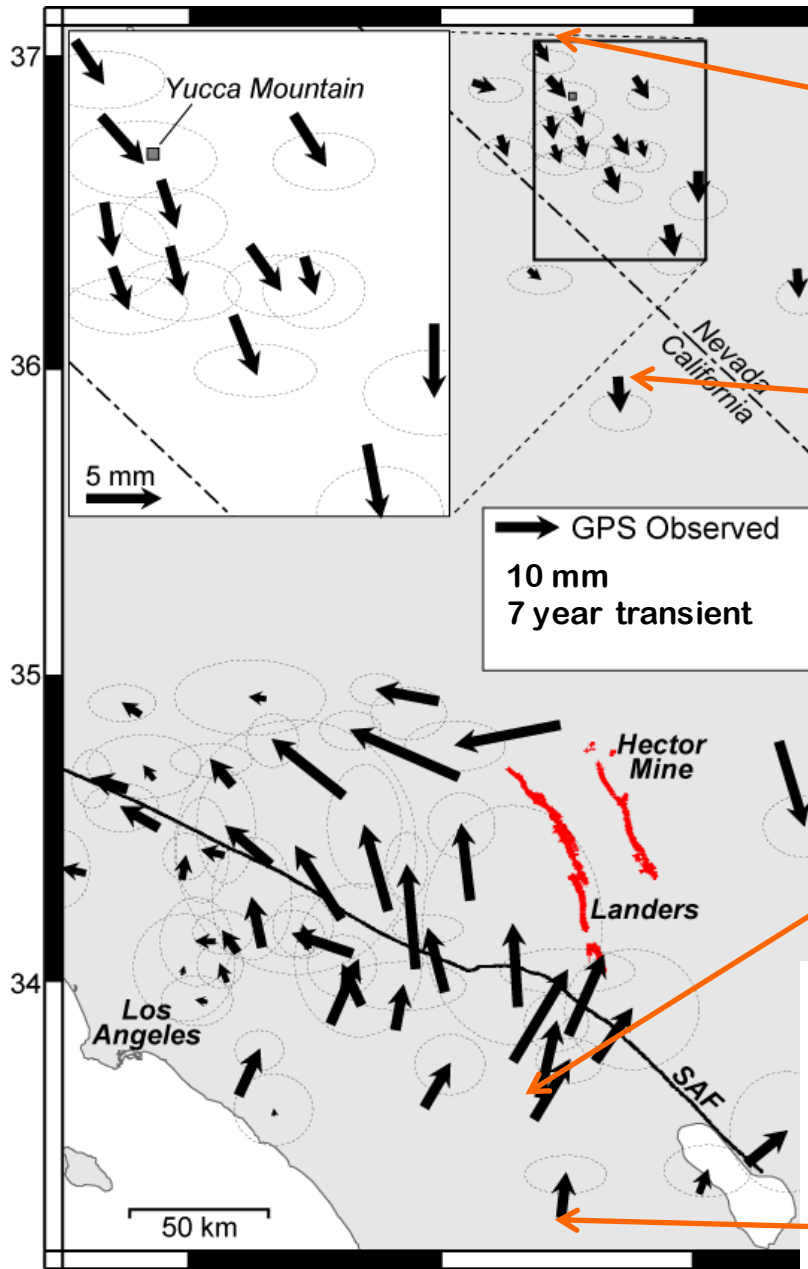 37
Yucca Mountain
36
Nevada
California
5 mm
GPS Observed
10 mm
7 year transient
35
Hector
Mine
Landers
34
Los
Angeles
SAF
50 km